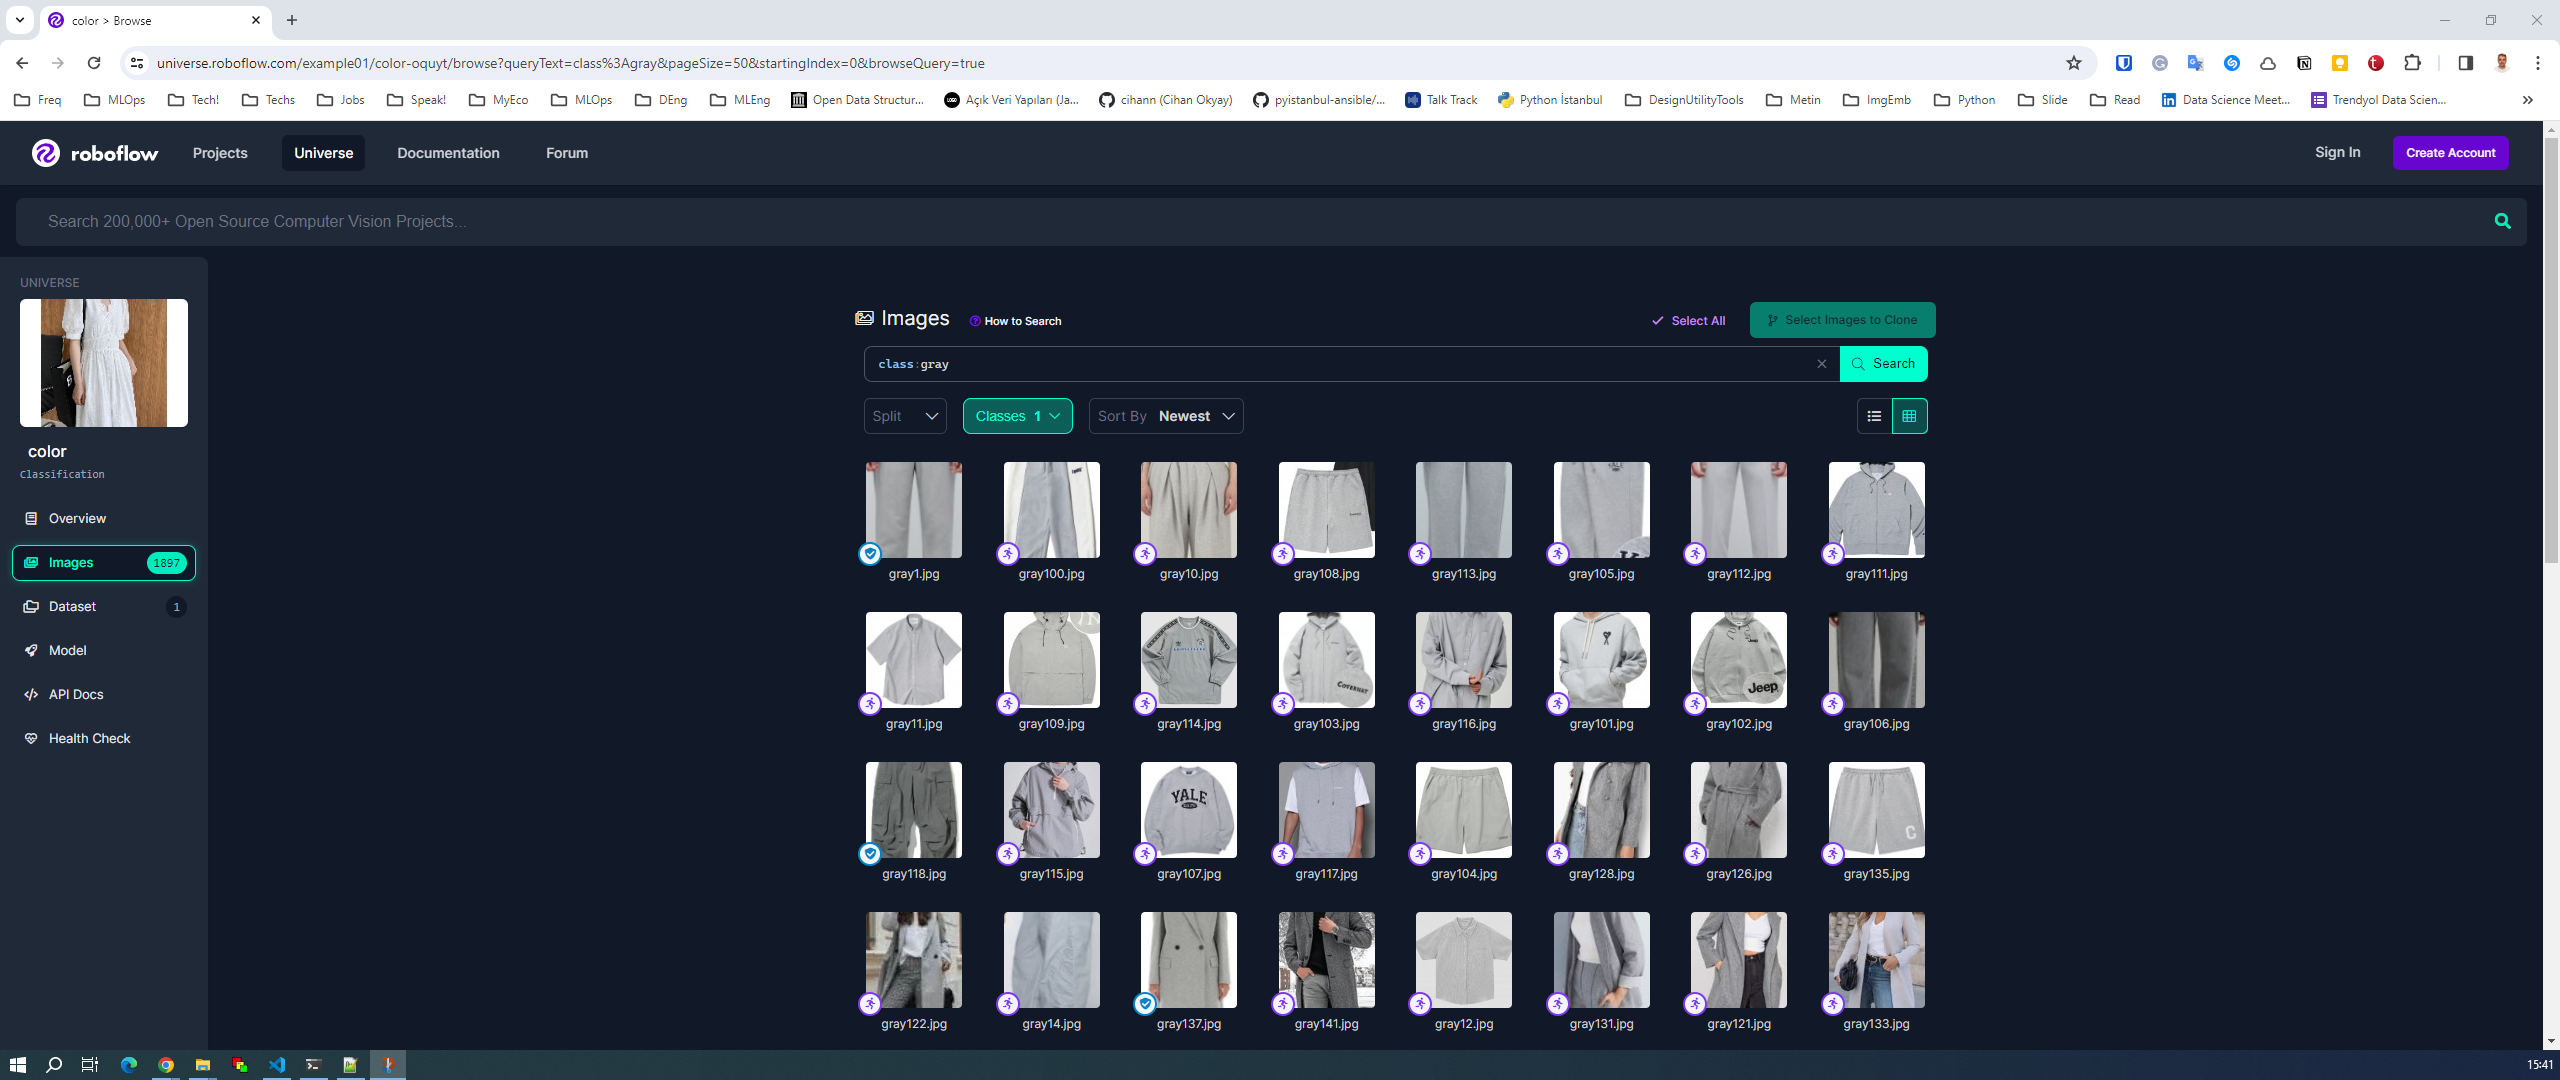 color > Browse
universe.roboflow.com/example01/color-oquyt/browse?queryText=class%3Agray&pageSize=50&startingIndex=0&browseQuery=true
Freq MLOps Tech! Techs Jobs Speak! MyEco MLOps DEng MLEng Open Data Structur... Açık Veri Yapıları (Ja... cihann (Cihan Okyay) pyistanbul-ansible/... Talk Track Python İstanbul DesignUtilityTools Metin ImgEmb Python Slide Read Data Science Meet... Trendyol Data Scien...
roboflow Projects Universe Documentation Forum Sign In Create Account
Search 200,000+ Open Source Computer Vision Projects...
UNIVERSE
color
Classification
Overview
Images 1897
Dataset 1
Model
API Docs
Health Check
Images How to Search Select All Select Images to Clone
class:gray Search
Split Classes 1 Sort By Newest
gray1.jpg gray100.jpg gray10.jpg gray108.jpg gray113.jpg gray105.jpg gray112.jpg gray111.jpg
COVERNAT
Jeep
Jeep
gray11.jpg gray109.jpg gray114.jpg gray103.jpg gray116.jpg gray101.jpg gray102.jpg gray106.jpg
YALE
C
gray118.jpg gray115.jpg gray107.jpg gray117.jpg gray104.jpg gray128.jpg gray126.jpg gray135.jpg
gray122.jpg gray14.jpg gray137.jpg gray141.jpg gray12.jpg gray131.jpg gray121.jpg gray133.jpg
15:41